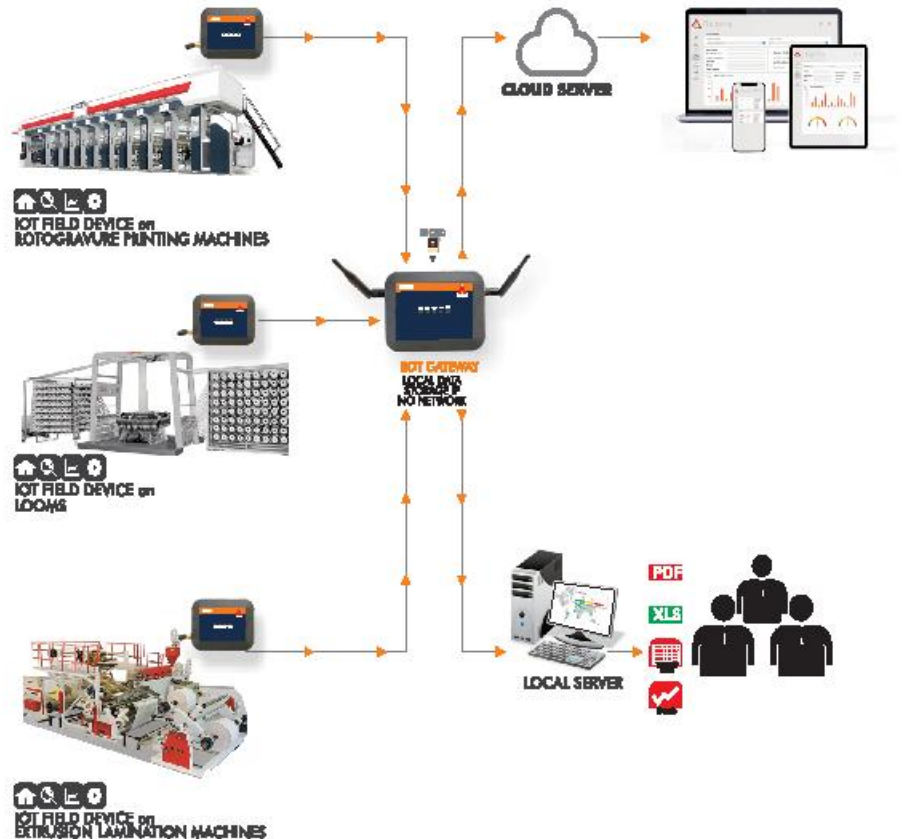 CLOUD SERVER
IOT FIELD DEVICE on
ROTOGRAVURE PRINTING MACHINES
IIOT GATEWAY
LOCAL DATA
STORAGE IF
NO NETWORK
IOT FIELD DEVICE on
LOOMS
PDF
XLS
LOCAL SERVER
IOT FIELD DEVICE on
EXTRUSION LAMINATION MACHINES